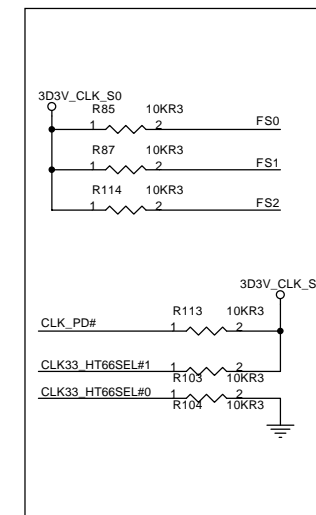 3D3V_CLK_S0
R85 10KR3
1 2 FS0
R87 10KR3
1 2 FS1
R114 10KR3
1 2 FS2
3D3V_CLK_S
R113 10KR3
CLK_PD# 1 2
CLK33_HT66SEL#1 1 2
R103 10KR3
CLK33_HT66SEL#0 1 2
R104 10KR3